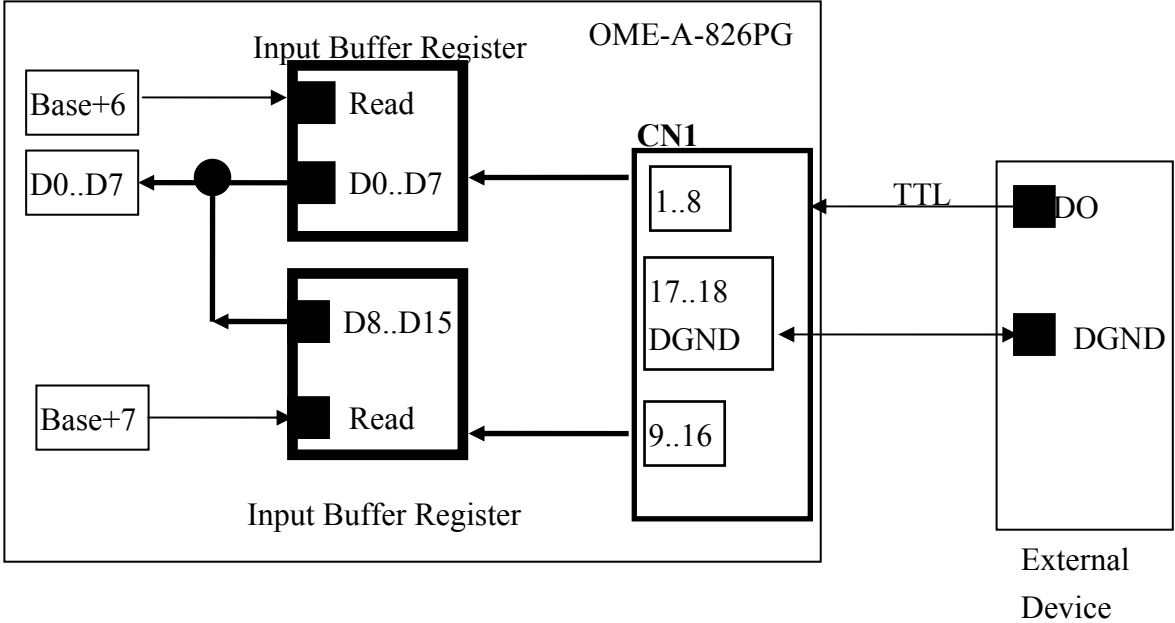 OME-A-826PG
Input Buffer Register
Base+6
Read
CN1
D0..D7
D0..D7
1..8
TTL
DO
17..18
DGND
D8..D15
DGND
Base+7
Read
9..16
Input Buffer Register
External
Device